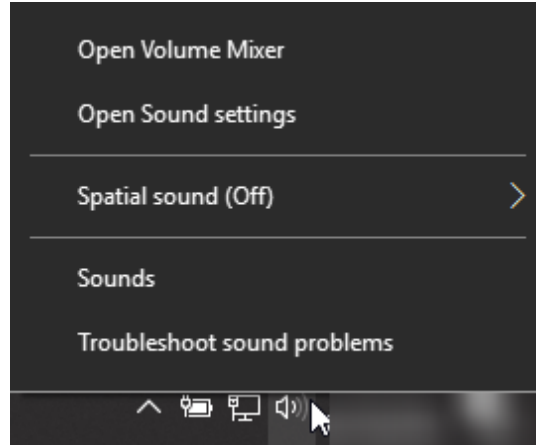 Open Volume Mixer
Open Sound settings
Spatial sound (Off)
Sounds
Troubleshoot sound problems